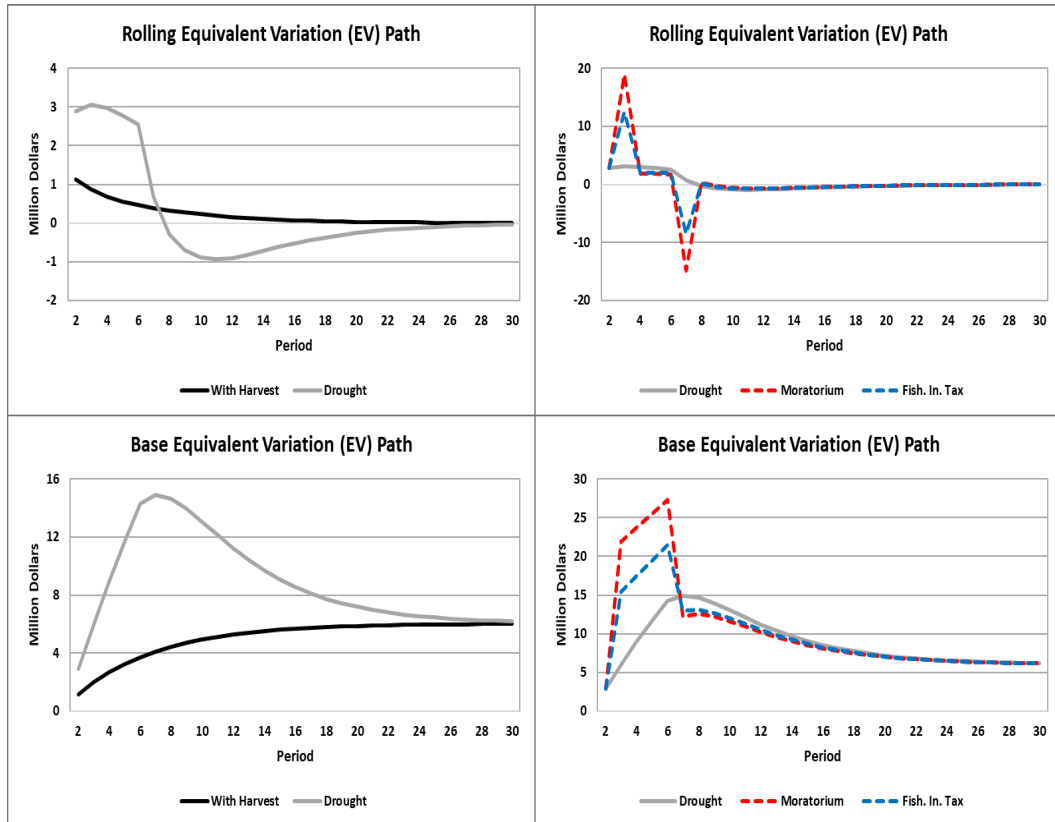 Rolling Equivalent Variation (EV) Path
Million Dollars
4
3
2
1
0
-1
-2
2 4 6 8 10 12 14 16 18 20 22 24 26 28 30
Period
With Harvest Drought
Rolling Equivalent Variation (EV) Path
Million Dollars
20
10
0
-10
-20
2 4 6 8 10 12 14 16 18 20 22 24 26 28 30
Period
Drought Moratorium Fish. In. Tax
Base Equivalent Variation (EV) Path
Million Dollars
16
12
8
4
0
2 4 6 8 10 12 14 16 18 20 22 24 26 28 30
Period
With Harvest Drought
Base Equivalent Variation (EV) Path
Million Dollars
30
25
20
15
10
5
0
2 4 6 8 10 12 14 16 18 20 22 24 26 28 30
Period
Drought Moratorium Fish. In. Tax